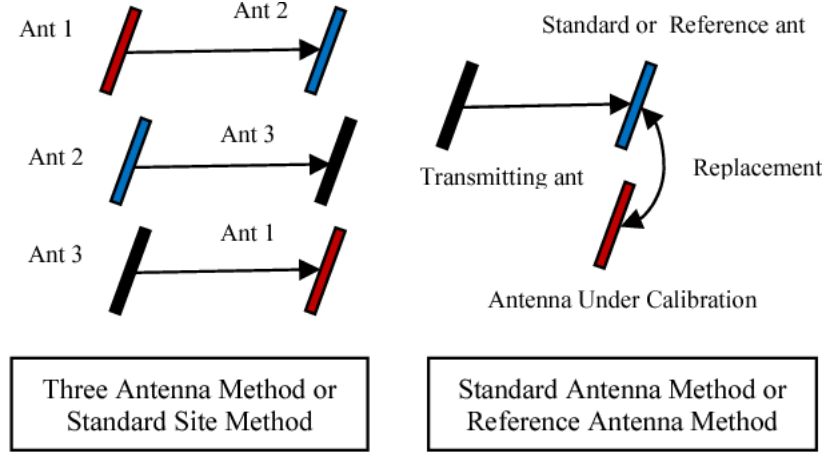 Ant 1
Ant 2
Ant 2
Ant 3
Ant 3
Ant 1
Three Antenna Method or
Standard Site Method
Standard or Reference ant
Transmitting ant
Replacement
Antenna Under Calibration
Standard Antenna Method or
Reference Antenna Method